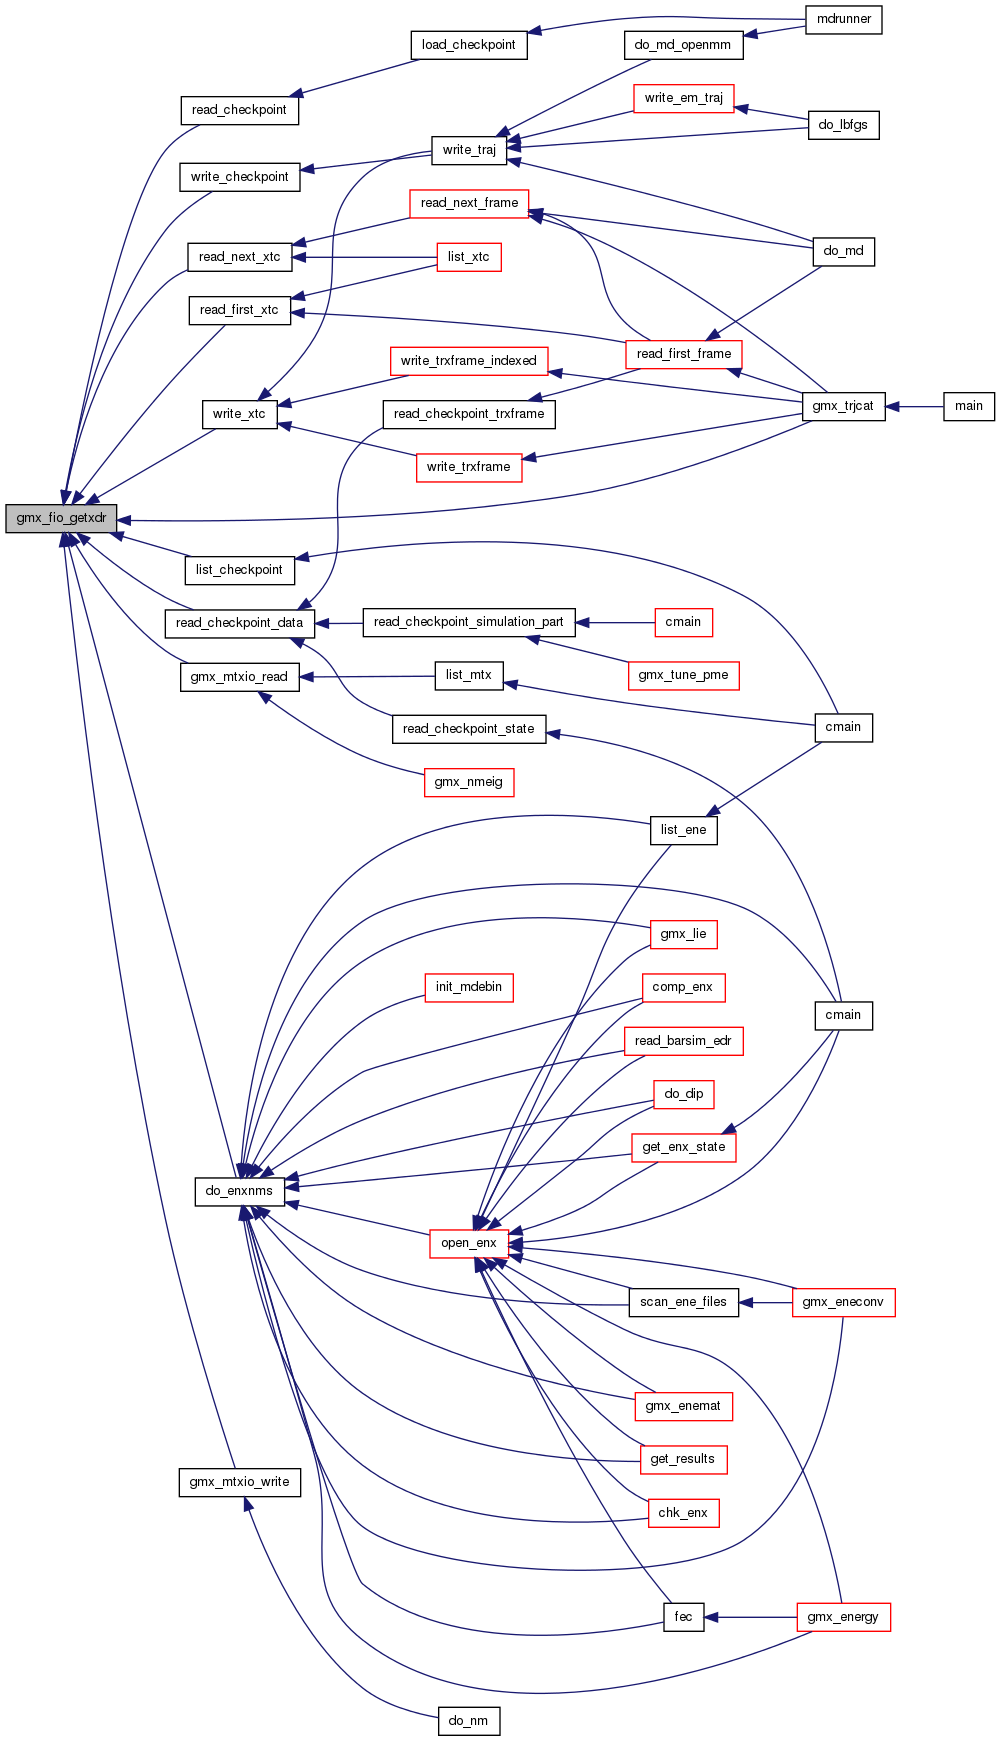 mdrunner
load_checkpoint
do_md_openmm
write_em_traj
read_checkpoint
do_lbfgs
write_traj
write_checkpoint
read_next_frame
read_next_xtc
list_xtc
do_md
read_first_xtc
read_first_frame
write_trxframe_indexed
write_xtc
read_checkpoint_trxframe
gmx_trjcat
main
write_trxframe
gmx_fio_getxdr
list_checkpoint
read_checkpoint_data
read_checkpoint_simulation_part
cmain
gmx_mtxio_read
list_mtx
gmx_tune_pme
read_checkpoint_state
cmain
gmx_nmeig
list_ene
gmx_lie
init_mdebin
comp_enx
cmain
read_barsim_edr
do_dip
get_enx_state
do_enxnms
open_enx
scan_ene_files
gmx_eneconv
gmx_enemat
get_results
gmx_mtxio_write
chk_enx
fec
gmx_energy
do_nm